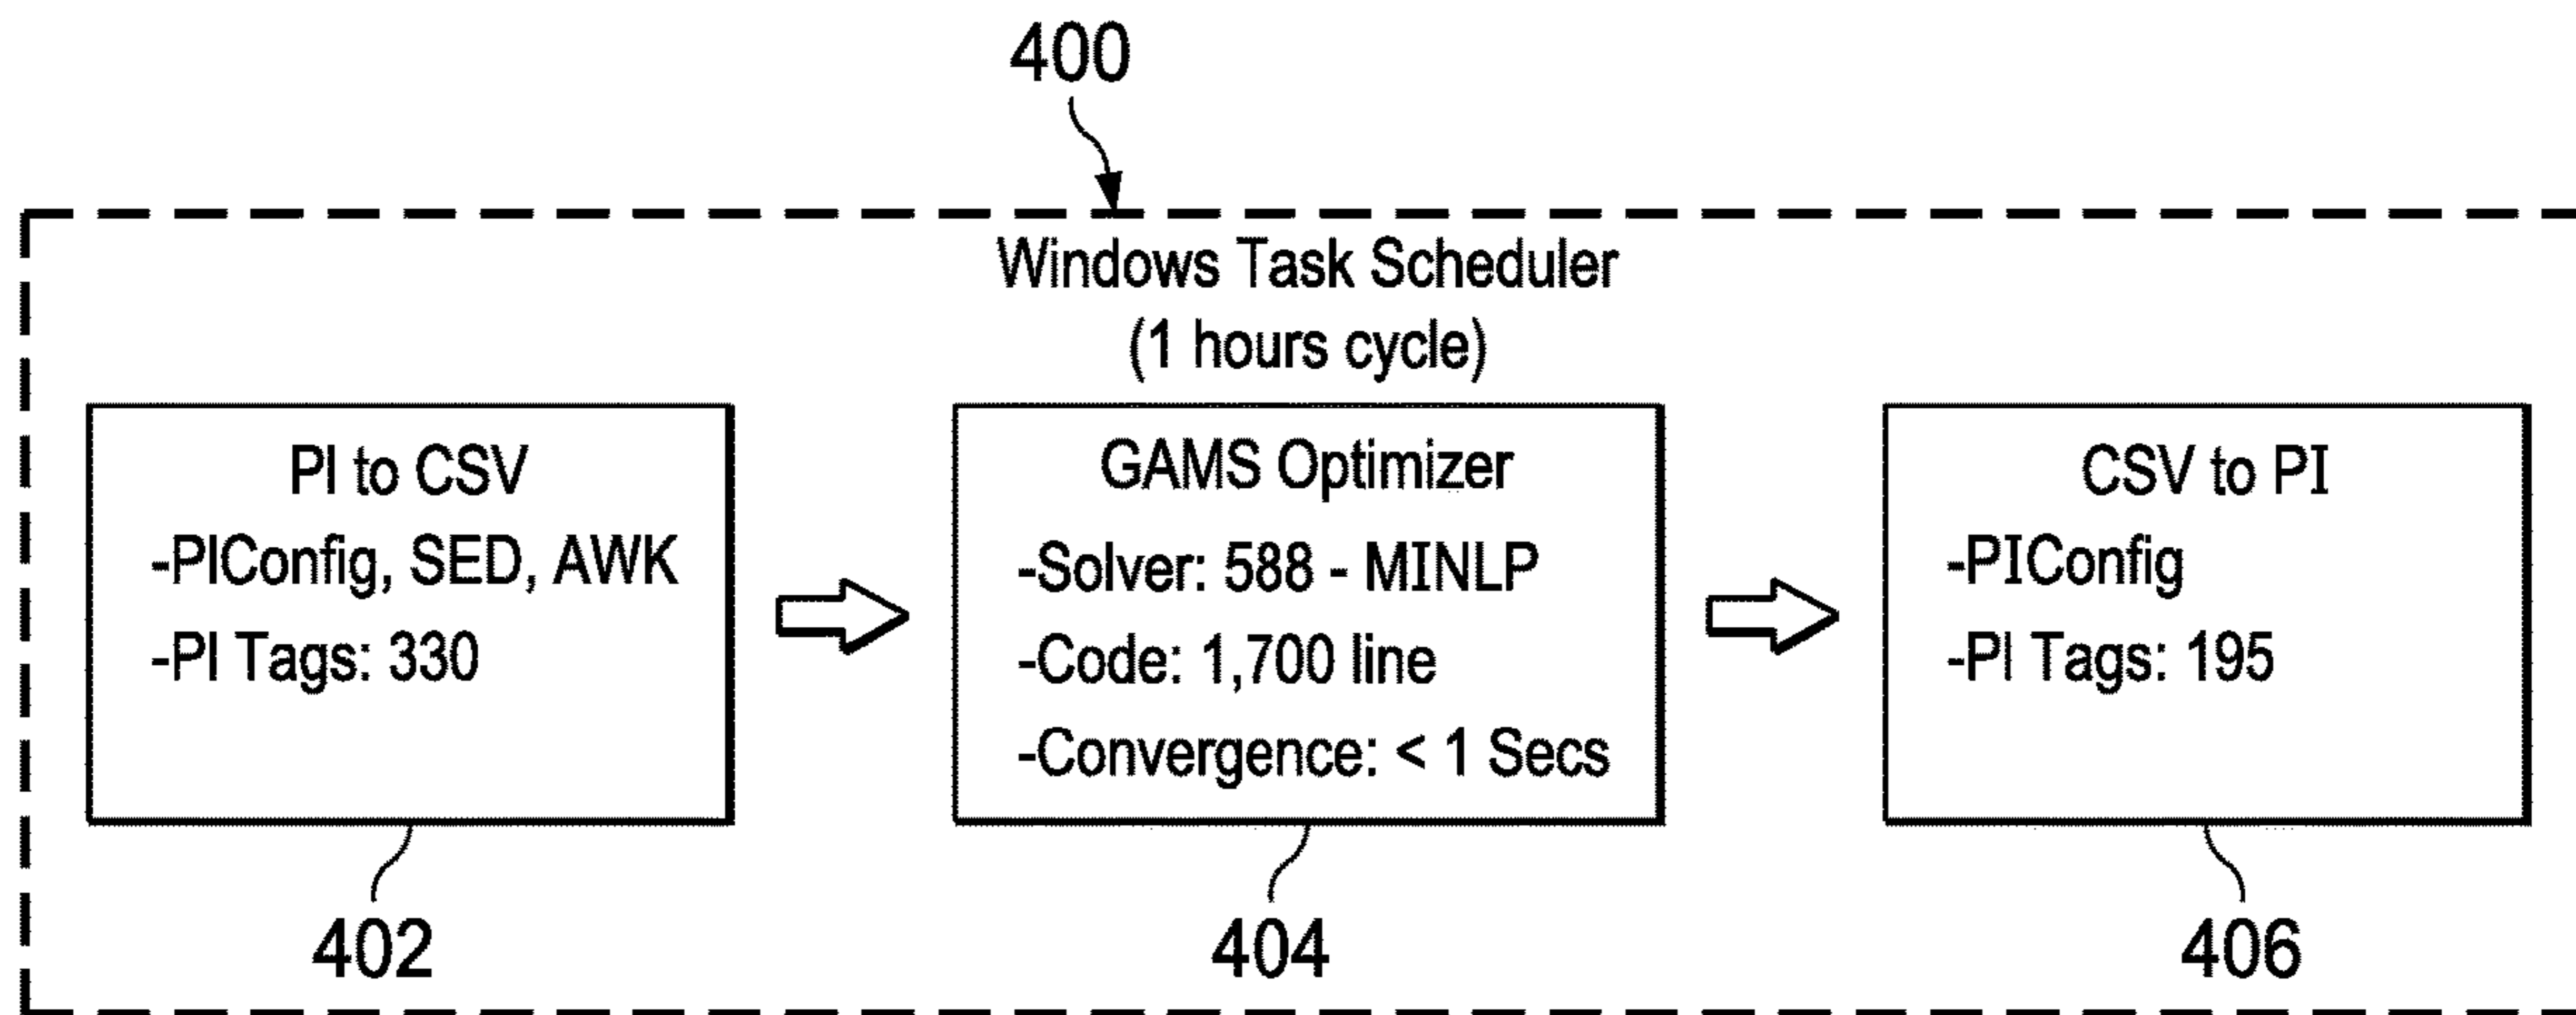 400
Windows Task Scheduler
(1 hours cycle)
PI to CSV
-PIConfig, SED, AWK
-PI Tags: 330
GAMS Optimizer
-Solver: 588 - MINLP
-Code: 1,700 line
-Convergence: < 1 Secs
CSV to PI
-PIConfig
-PI Tags: 195
402
404
406